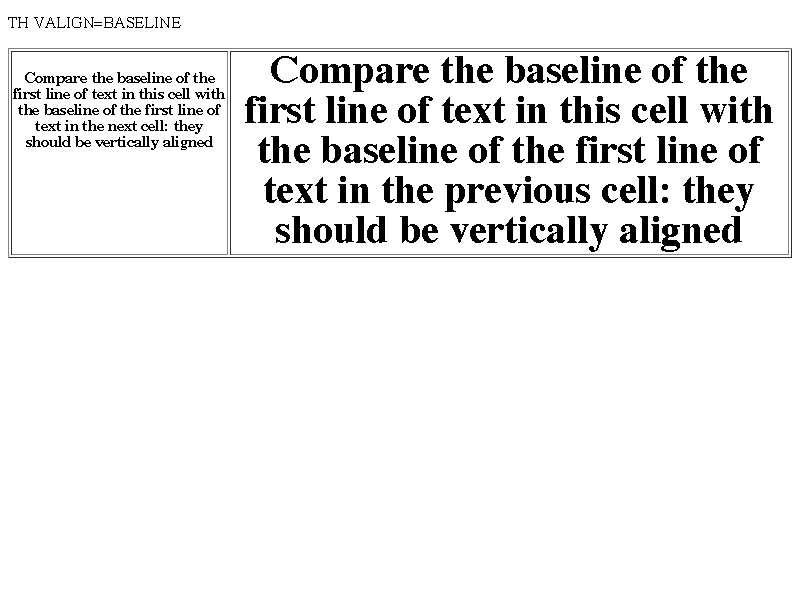 TH VALIGN=BASELINE
Compare the baseline of the
first line of text in this cell with
the baseline of the first line of
text in the next cell: they
should be vertically aligned
Compare the baseline of the
first line of text in this cell with
the baseline of the first line of
text in the previous cell: they
should be vertically aligned